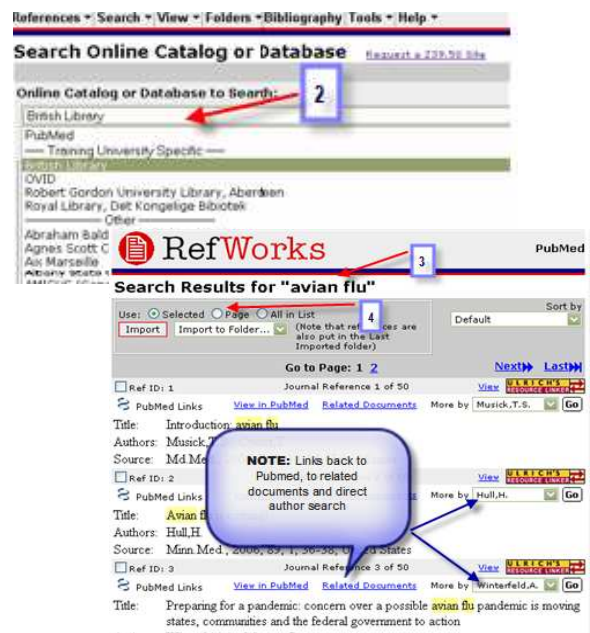 References Search View Folders Bibliography Tools Help
Search Online Catalog or Database Request a Z39.50 Site
Online Catalog or Database to Search:
2
British Library
PubMed
Training University Specific
British Library
OVID
Robert Gordon University Library, Aberdeen
Royal Library, Det Kongelige Bibiotek
Other
Abraham Bald
Agnes Scott C
Aix Marseille
Albany State
RefWorks
PubMed
3
Search Results for "avian flu"
Use: Selected Page All in List
4
Sort by
Default
Import Import to Folder... (Note that references are
also put in the Last
Imported folder)
Go to Page: 1 2 Next Last
Ref ID: 1 Journal Reference 1 of 50 View ULRICH'S RESOURCE LINKER
PubMed Links View in PubMed Related Documents More by Musick,T.S. Go
Title: Introduction: avian flu
Authors: Musick,T
Source: Md Me
NOTE: Links back to
Pubmed, to related
documents and direct
author search
Ref ID: 2 View ULRICH'S RESOURCE LINKER
PubMed Links More by Hull,H. Go
Title: Avian fl
Authors: Hull,H
Source: Minn Med, 2006, 89, 1, 36-38, United States
Ref ID: 3 Journal Reference 3 of 50 View ULRICH'S RESOURCE LINKER
PubMed Links View in PubMed Related Documents More by Winterfeld,A. Go
Title: Preparing for a pandemic: concern over a possible avian flu pandemic is moving
states, communities and the federal government to action